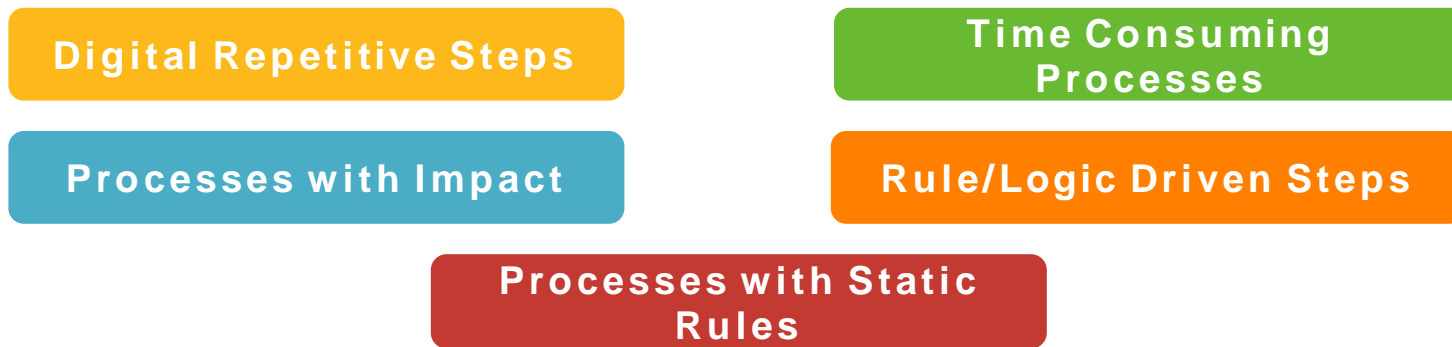 Digital Repetitive Steps
Time Consuming
Processes
Processes with Impact
Rule/Logic Driven Steps
Processes with Static
Rules